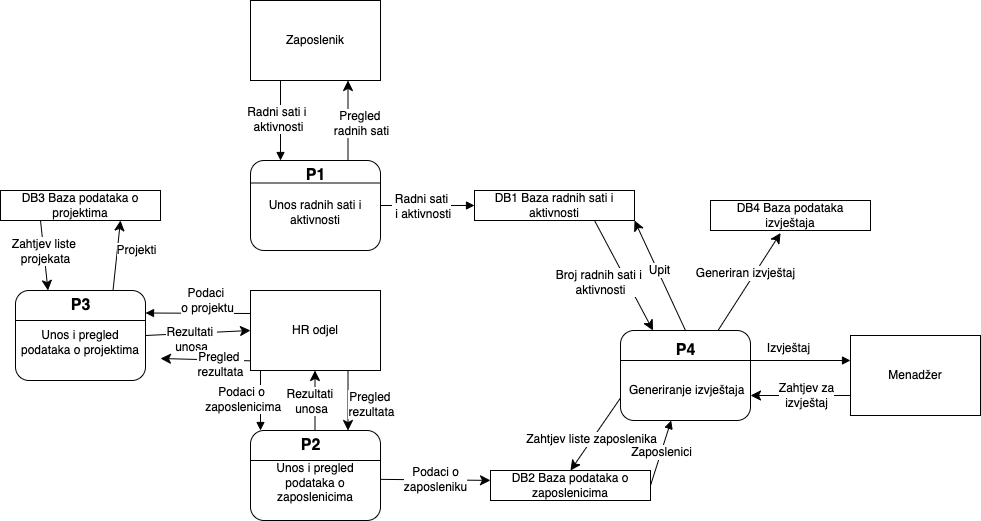 Zaposlenik
Radni sati i
aktivnosti
Pregled
radnih sati
P1
Unos radnih sati i
aktivnosti
Radni sati
i aktivnosti
DB1 Baza radnih sati i
aktivnosti
DB3 Baza podataka o
projektima
DB4 Baza podataka
izvještaja
Zahtjev liste
projekata
Projekti
Broj radnih sati i
aktivnosti
Upit
Generiran izvještaj
P3
Unos i pregled
podataka o projektima
Podaci
o projektu
Rezultati
unosa
Pregled
rezultata
HR odjel
P4
Generiranje izvještaja
Izvještaj
Zahtjev za
izvještaj
Menadžer
Podaci o
zaposlenicima
Rezultati
unosa
Pregled
rezultata
P2
Unos i pregled
podataka o
zaposlenicima
Podaci o
zaposleniku
Zahtjev liste zaposlenika
Zaposlenici
DB2 Baza podataka o
zaposlenicima